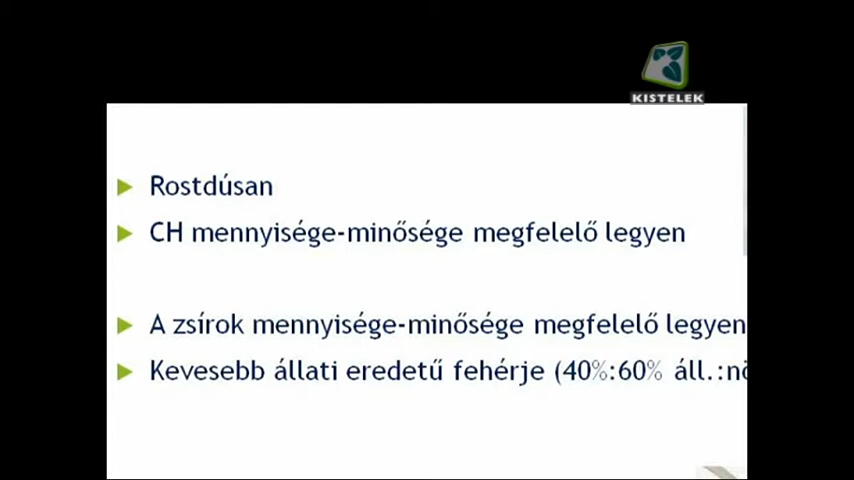 KISTELEK
Rostdúsan
CH mennyisége-minősége megfelelő legyen
A zsírok mennyisége-minősége megfelelő legyen
Kevesebb állati eredetű fehérje (40%:60% áll.:nö